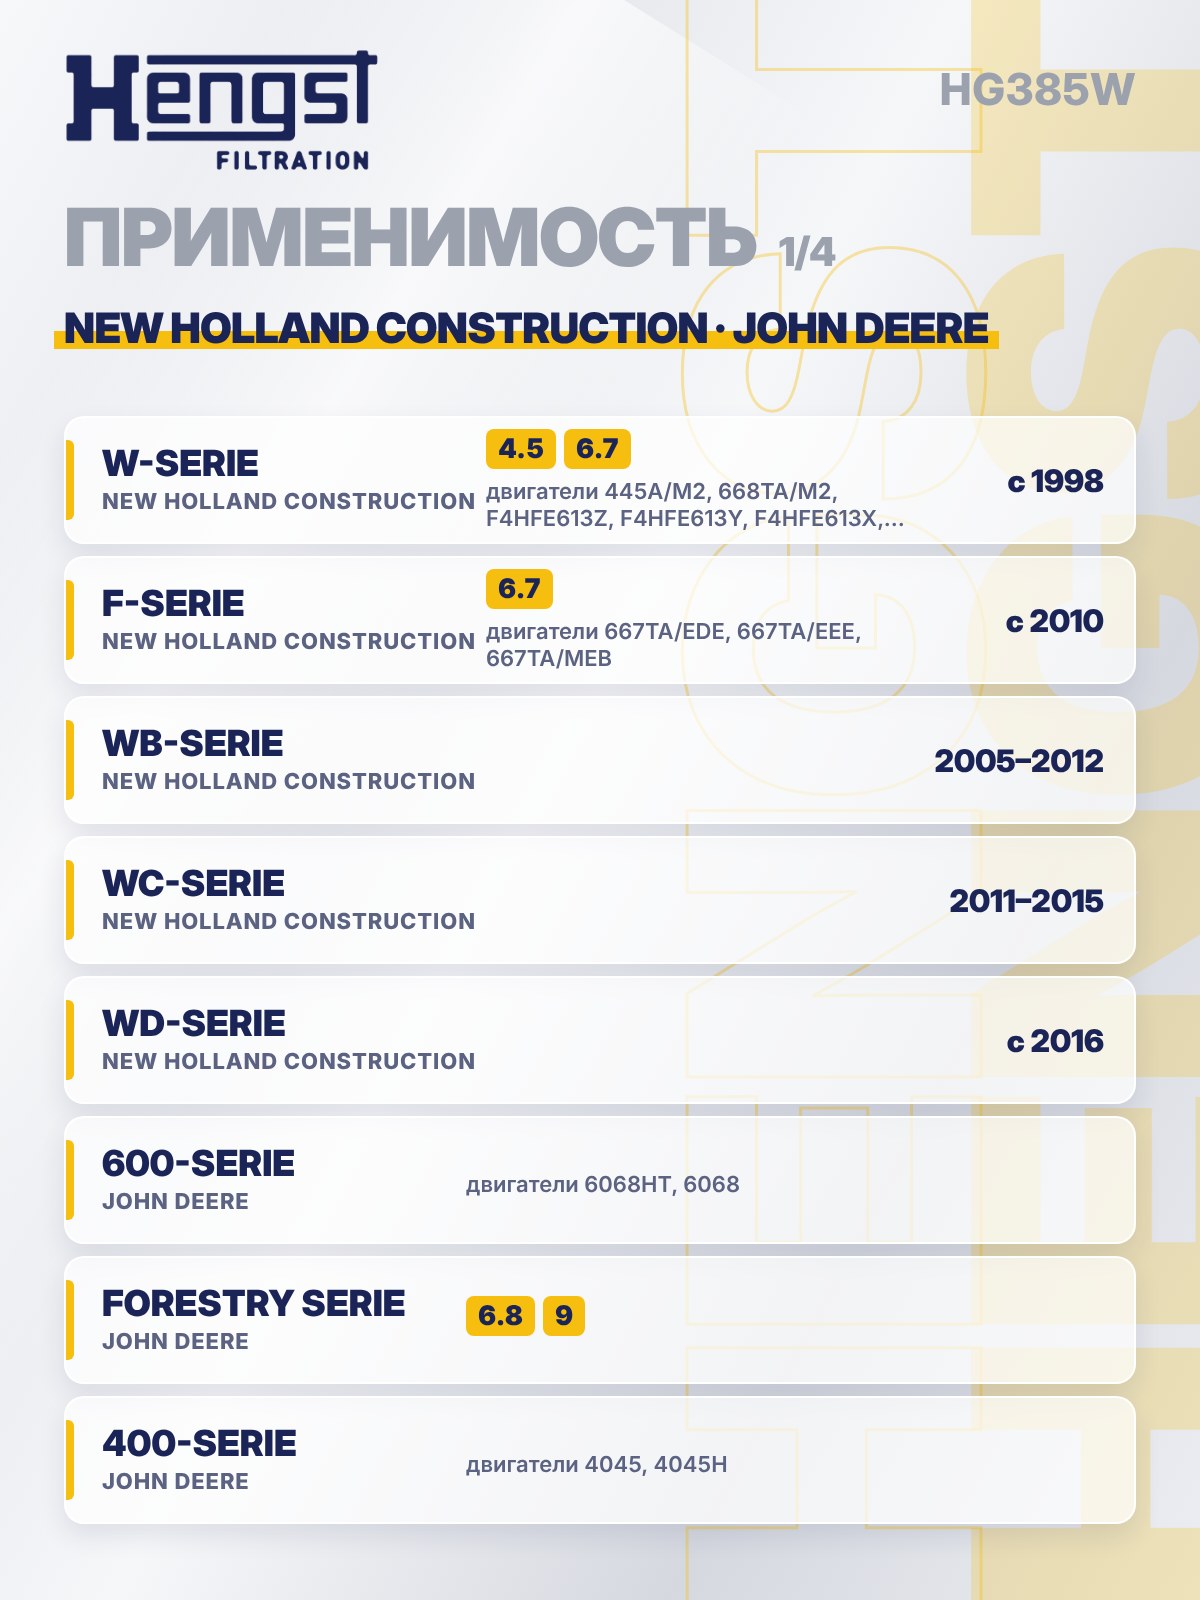 Hengst
FILTRATION
HG385W
ПРИМЕНИМОСТЬ 1/4
NEW HOLLAND CONSTRUCTION · JOHN DEERE
W-SERIE
NEW HOLLAND CONSTRUCTION
4.5 6.7
двигатели 445A/M2, 668TA/M2,
F4HFE613Z, F4HFE613Y, F4HFE613X,...
с 1998
F-SERIE
NEW HOLLAND CONSTRUCTION
6.7
двигатели 667TA/EDE, 667TA/EEE,
667TA/MEB
с 2010
WB-SERIE
NEW HOLLAND CONSTRUCTION
2005–2012
WC-SERIE
NEW HOLLAND CONSTRUCTION
2011–2015
WD-SERIE
NEW HOLLAND CONSTRUCTION
с 2016
600-SERIE
JOHN DEERE
двигатели 6068HT, 6068
FORESTRY SERIE
JOHN DEERE
6.8 9
400-SERIE
JOHN DEERE
двигатели 4045, 4045H
HENGST
HENGST